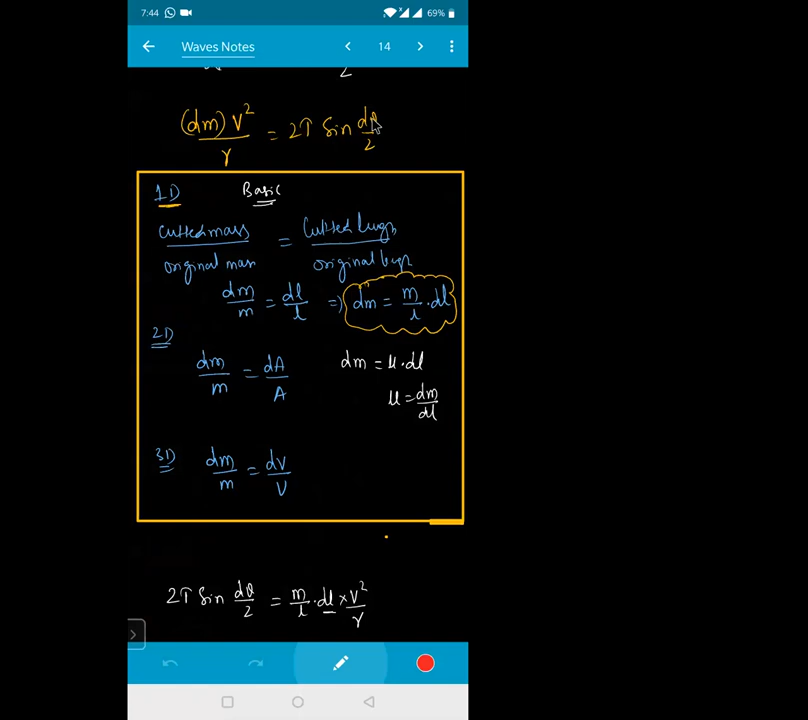 7:44 69%
Waves Notes 14
2
(dm) V² / r = 2T Sin dθ/2
1D Basic
cutted mass / original mass = Cutted length / original length
dm/m = dl/l ⇒ dm = m/l · dl
2D
dm/m = dA/A dm = μ · dl
μ = dm/dl
3D dm/m = dV/V
2T Sin dθ/2 = m/l · dl × V²/r